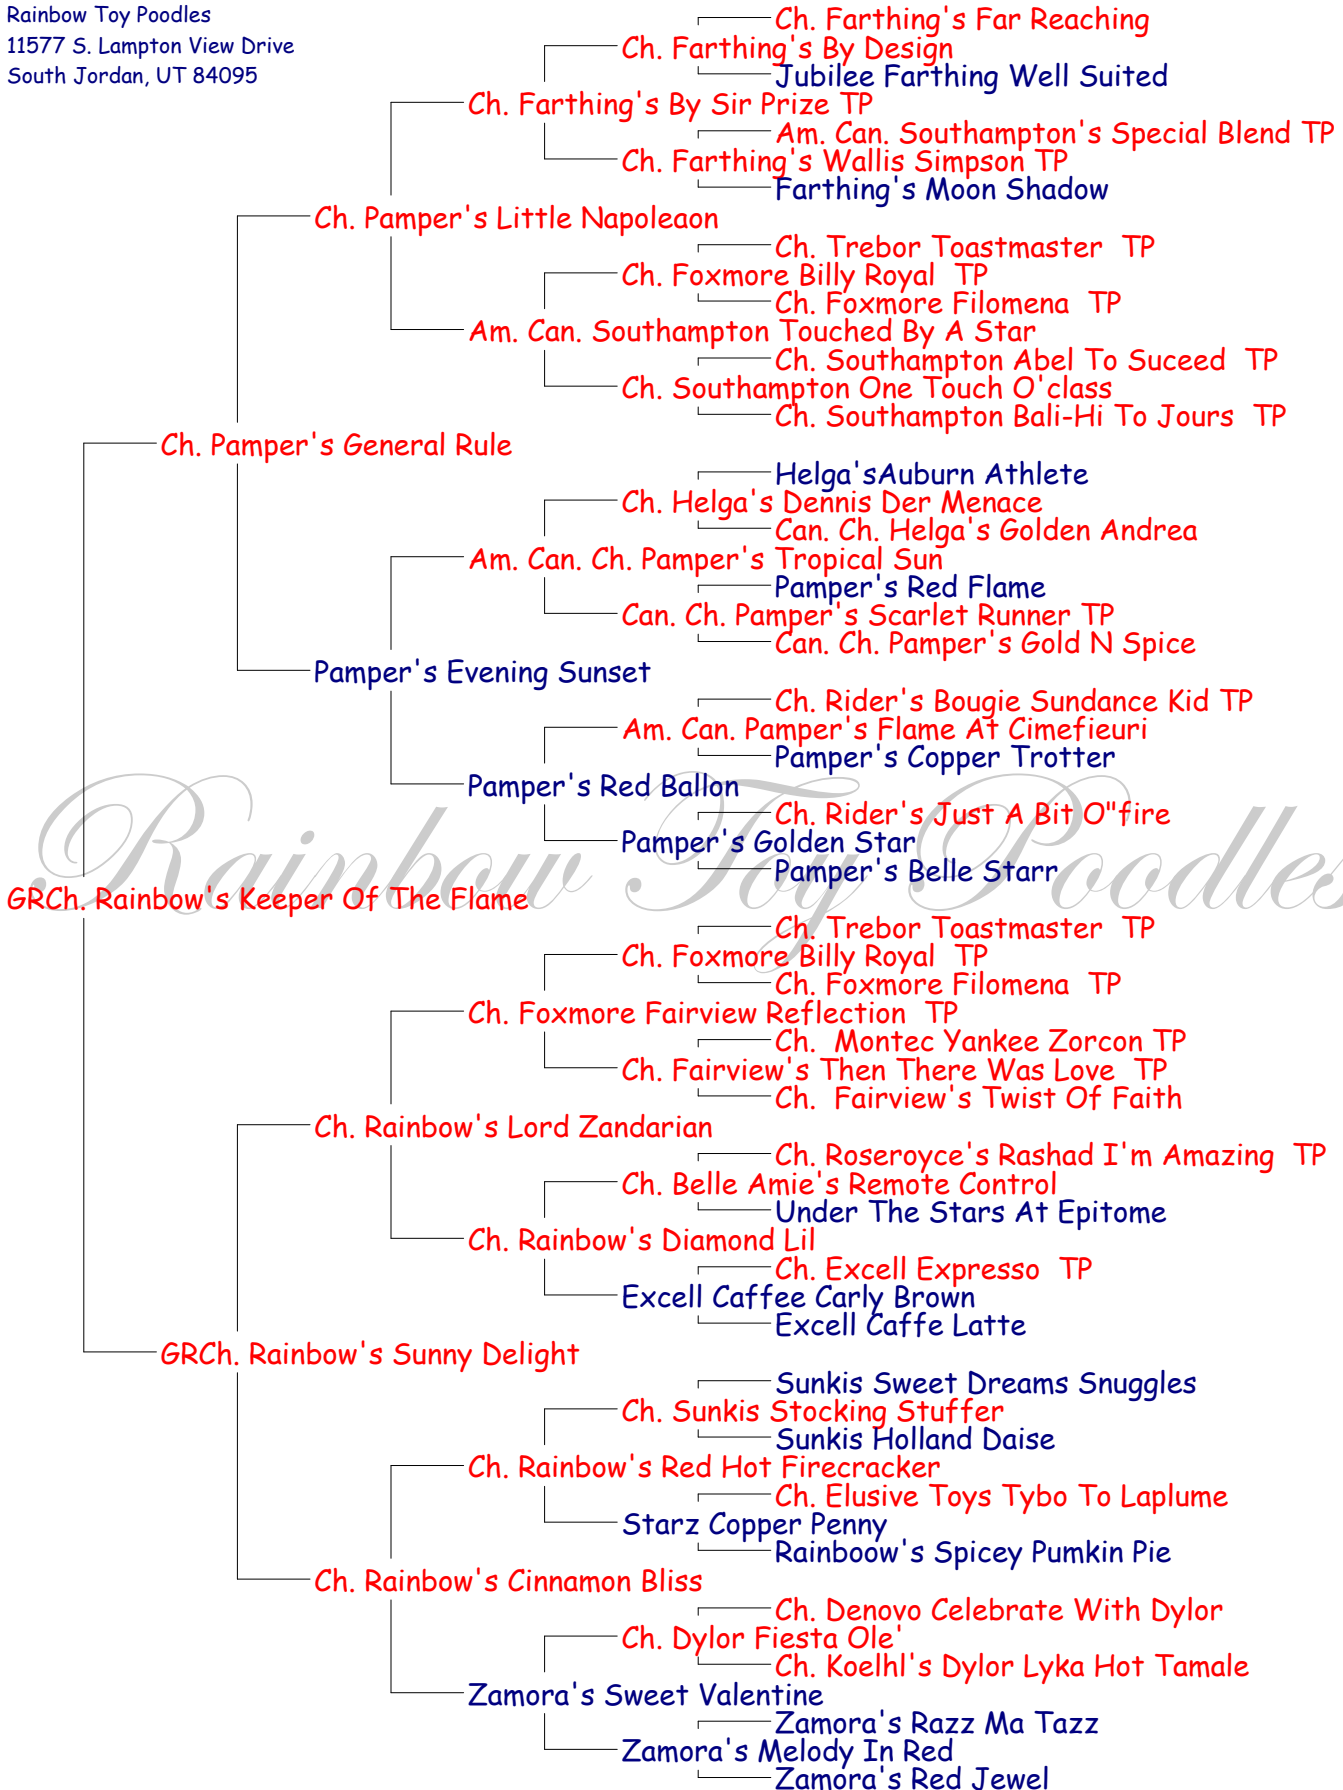 Rainbow Toy Poodles
11577 S. Lampton View Drive
South Jordan, UT 84095
Ch. Farthing's Far Reaching
Ch. Farthing's By Design
Jubilee Farthing Well Suited
Ch. Farthing's By Sir Prize TP
Am. Can. Southampton's Special Blend TP
Ch. Farthing's Wallis Simpson TP
Farthing's Moon Shadow
Ch. Pamper's Little Napoleaon
Ch. Trebor Toastmaster  TP
Ch. Foxmore Billy Royal  TP
Ch. Foxmore Filomena  TP
Am. Can. Southampton Touched By A Star
Ch. Southampton Abel To Suceed  TP
Ch. Southampton One Touch O'class
Ch. Southampton Bali-Hi To Jours  TP
Ch. Pamper's General Rule
Helga'sAuburn Athlete
Ch. Helga's Dennis Der Menace
Can. Ch. Helga's Golden Andrea
Am. Can. Ch. Pamper's Tropical Sun
Pamper's Red Flame
Can. Ch. Pamper's Scarlet Runner TP
Can. Ch. Pamper's Gold N Spice
Pamper's Evening Sunset
Ch. Rider's Bougie Sundance Kid TP
Am. Can. Pamper's Flame At Cimefieuri
Pamper's Copper Trotter
Pamper's Red Ballon
Ch. Rider's Just A Bit O"fire
Pamper's Golden Star
Pamper's Belle Starr
Rainbow Toy Poodles
GRCh. Rainbow's Keeper Of The Flame
Ch. Trebor Toastmaster  TP
Ch. Foxmore Billy Royal  TP
Ch. Foxmore Filomena  TP
Ch. Foxmore Fairview Reflection  TP
Ch.  Montec Yankee Zorcon TP
Ch. Fairview's Then There Was Love  TP
Ch.  Fairview's Twist Of Faith
Ch. Rainbow's Lord Zandarian
Ch. Roseroyce's Rashad I'm Amazing  TP
Ch. Belle Amie's Remote Control
Under The Stars At Epitome
Ch. Rainbow's Diamond Lil
Ch. Excell Expresso  TP
Excell Caffee Carly Brown
Excell Caffe Latte
GRCh. Rainbow's Sunny Delight
Sunkis Sweet Dreams Snuggles
Ch. Sunkis Stocking Stuffer
Sunkis Holland Daise
Ch. Rainbow's Red Hot Firecracker
Ch. Elusive Toys Tybo To Laplume
Starz Copper Penny
Rainboow's Spicey Pumkin Pie
Ch. Rainbow's Cinnamon Bliss
Ch. Denovo Celebrate With Dylor
Ch. Dylor Fiesta Ole'
Ch. Koelhl's Dylor Lyka Hot Tamale
Zamora's Sweet Valentine
Zamora's Razz Ma Tazz
Zamora's Melody In Red
Zamora's Red Jewel